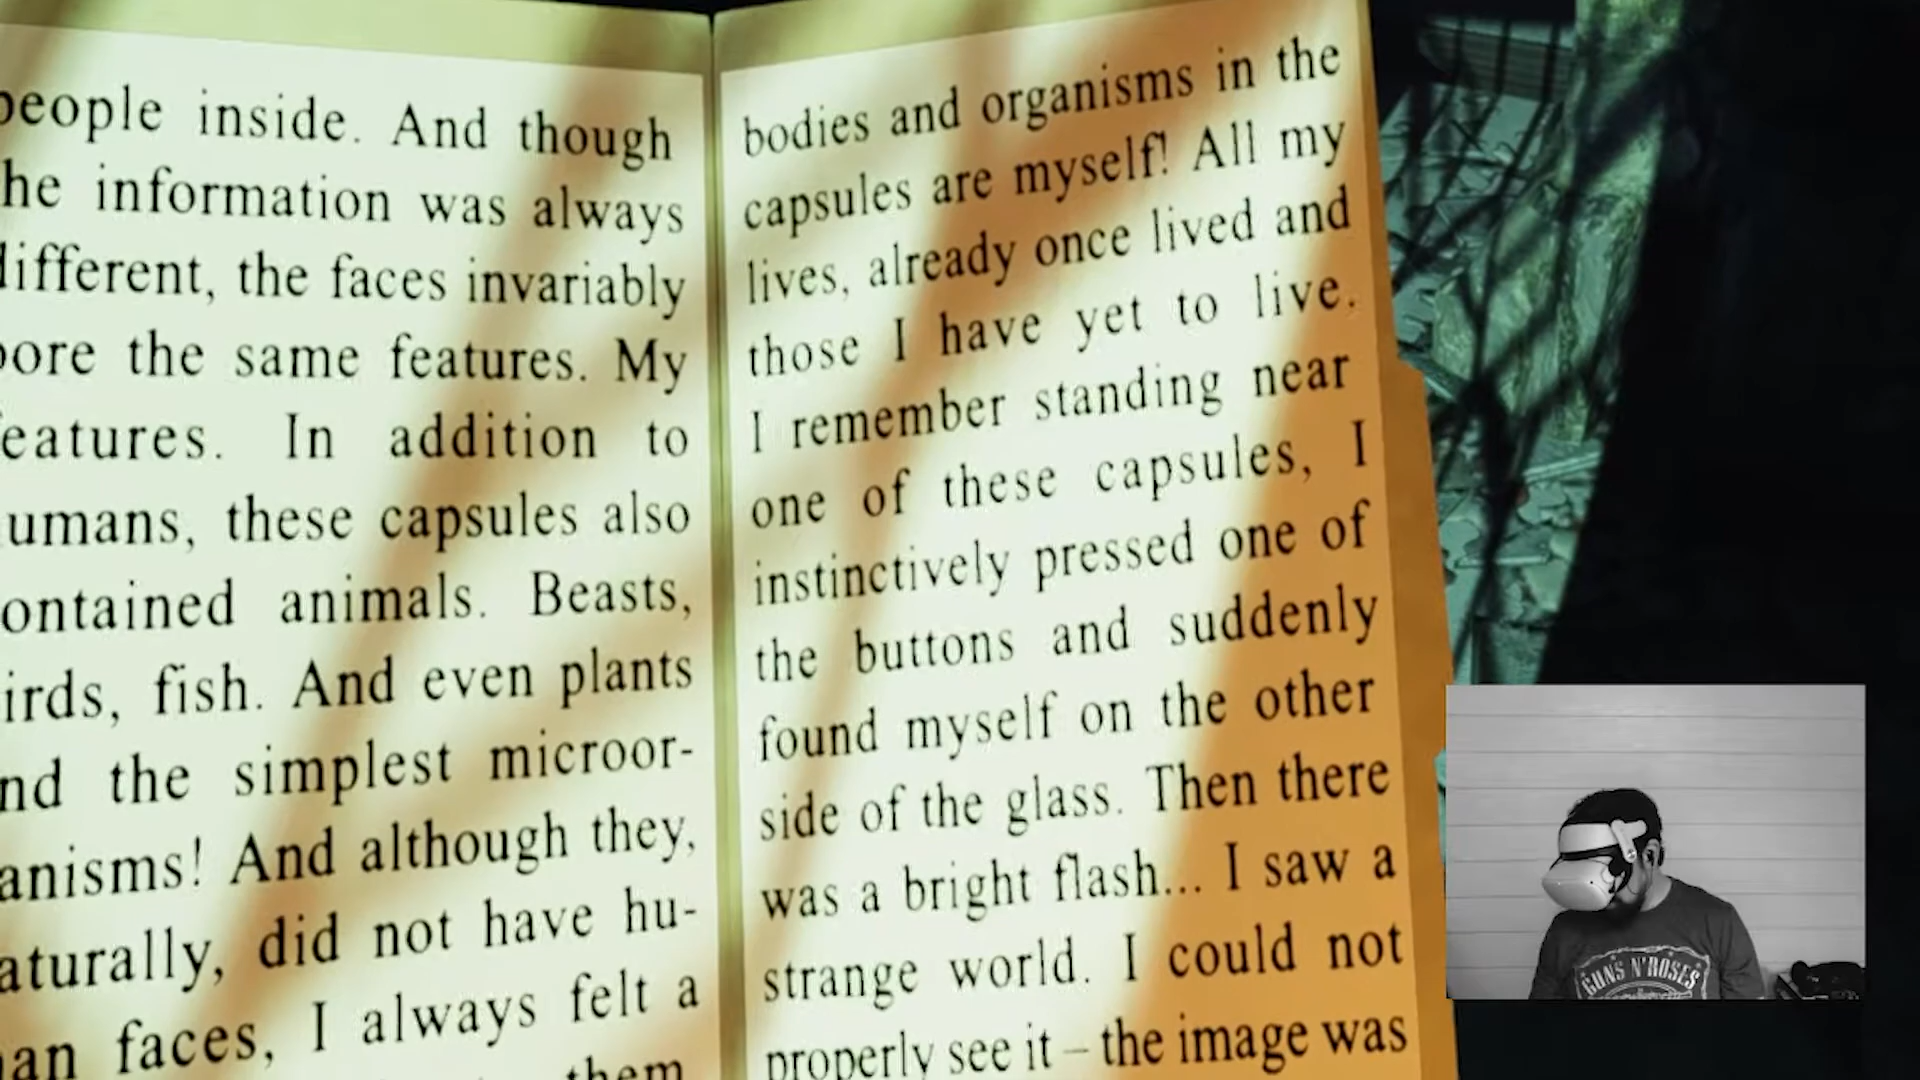 people inside. And though
the information was always
different, the faces invariably
bore the same features. My
features. In addition to
umans, these capsules also
ontained animals. Beasts,
irds, fish. And even plants
nd the simplest microor-
anisms! And although they,
aturally, did not have hu-
an faces, I always felt a
them
bodies and organisms in the
capsules are myself! All my
lives, already once lived and
those I have yet to live.
I remember standing near
one of these capsules, I
instinctively pressed one of
the buttons and suddenly
found myself on the other
side of the glass. Then there
was a bright flash... I saw a
strange world. I could not
properly see it – the image was
GUNS N'ROSES